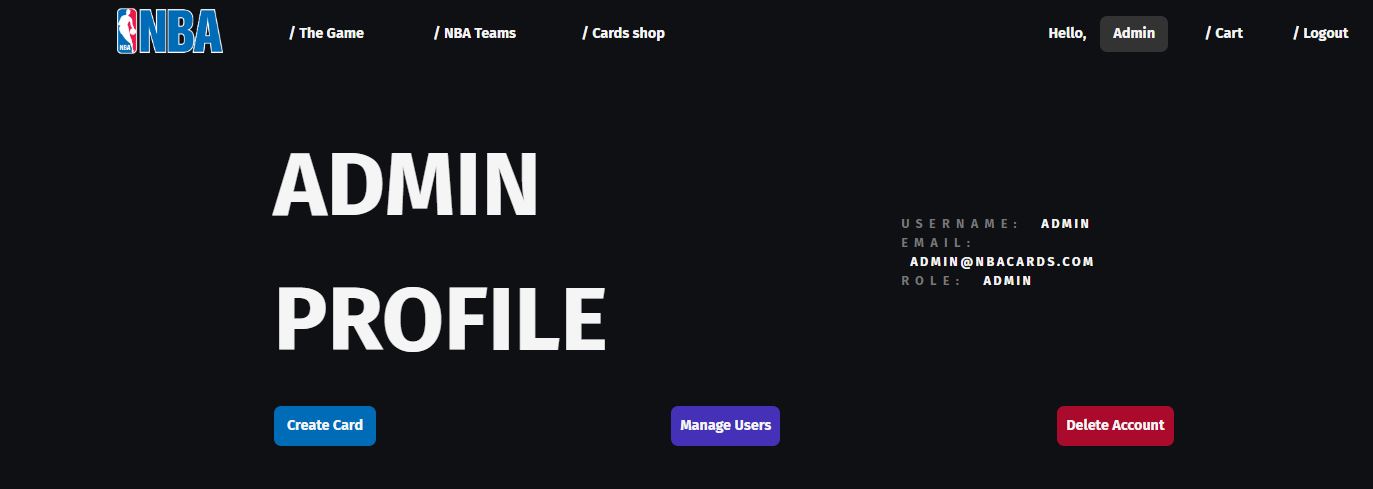 NBA NBA / The Game / NBA Teams / Cards shop Hello, Admin / Cart / Logout
ADMIN
PROFILE
USERNAME: ADMIN
EMAIL:
ADMIN@NBACARDS.COM
ROLE: ADMIN
Create Card Manage Users Delete Account